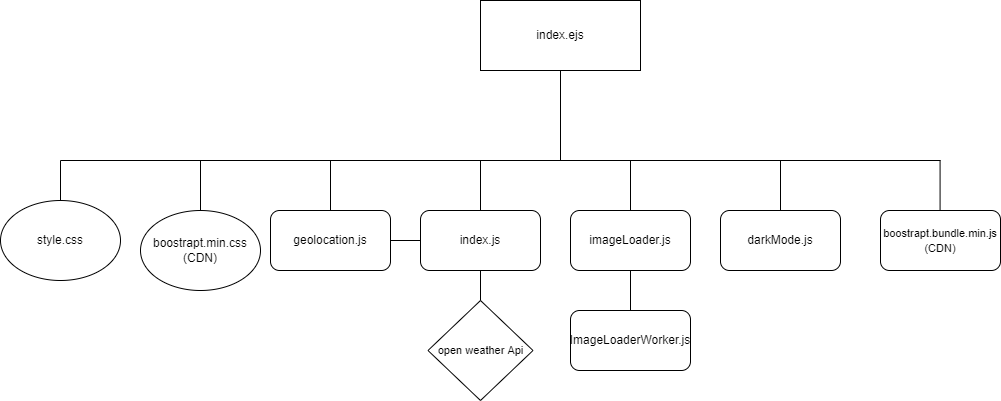 index.ejs
style.css
boostrapt.min.css
(CDN)
geolocation.js
index.js
imageLoader.js
darkMode.js
boostrapt.bundle.min.js
(CDN)
open weather Api
ImageLoaderWorker.js